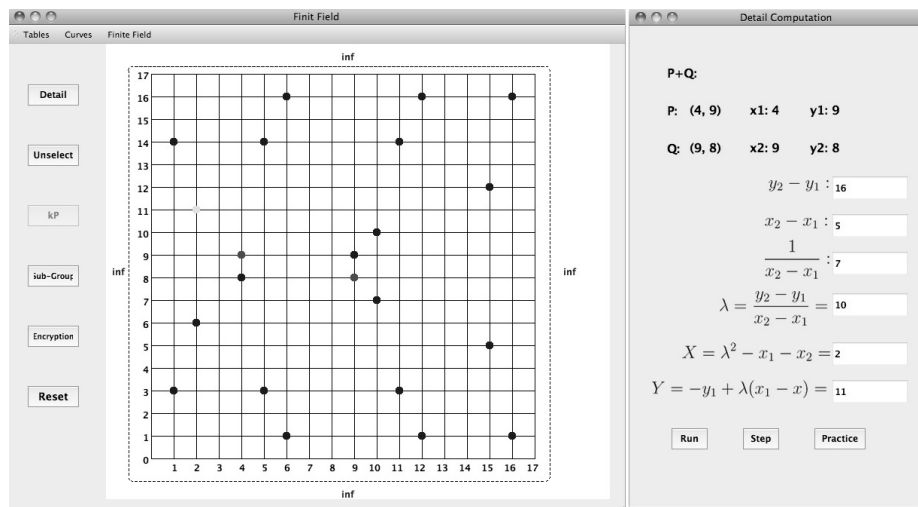 Finit Field
Tables Curves Finite Field
Detail
Unselect
kP
Sub-Group
Encryption
Reset
inf
17
16
15
14
13
12
11
10
9
8
7
6
5
4
3
2
1
0
1 2 3 4 5 6 7 8 9 10 11 12 13 14 15 16 17
inf
inf
inf
Detail Computation
P+Q:
P: (4, 9) x1: 4 y1: 9
Q: (9, 8) x2: 9 y2: 8
y₂ − y₁ : 16
x₂ − x₁ : 5
1/(x₂ − x₁) : 7
λ = (y₂ − y₁)/(x₂ − x₁) = 10
X = λ² − x₁ − x₂ = 2
Y = −y₁ + λ(x₁ − x) = 11
Run Step Practice